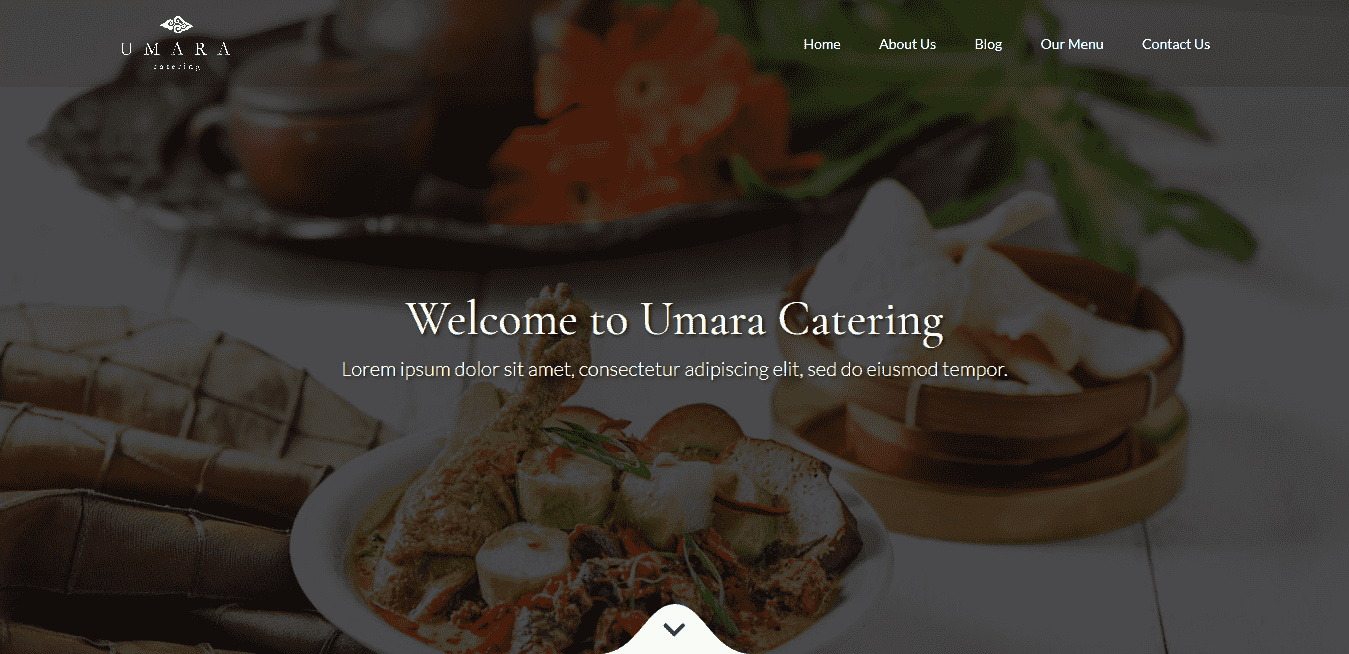 UMARA
catering
Home
About Us
Blog
Our Menu
Contact Us
Welcome to Umara Catering
Lorem ipsum dolor sit amet, consectetur adipiscing elit, sed do eiusmod tempor.